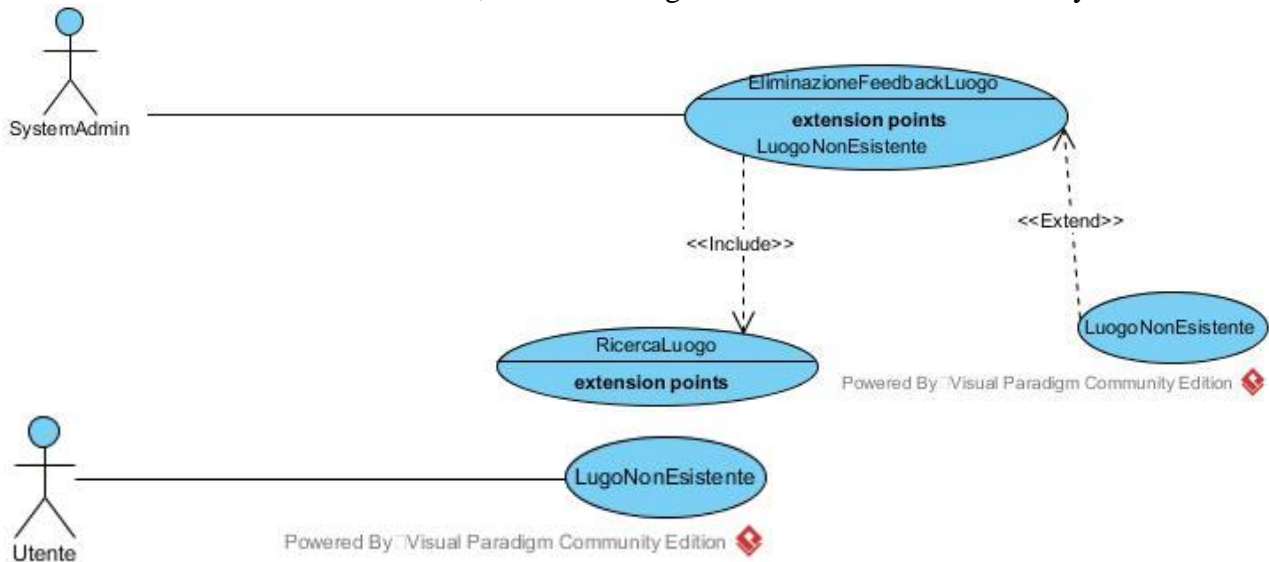 SystemAdmin
EliminazioneFeedbackLuogo
extension points
LuogoNonEsistente
<<Include>>
<<Extend>>
LuogoNonEsistente
RicercaLuogo
extension points
Powered By Visual Paradigm Community Edition
LugoNonEsistente
Utente
Powered By Visual Paradigm Community Edition